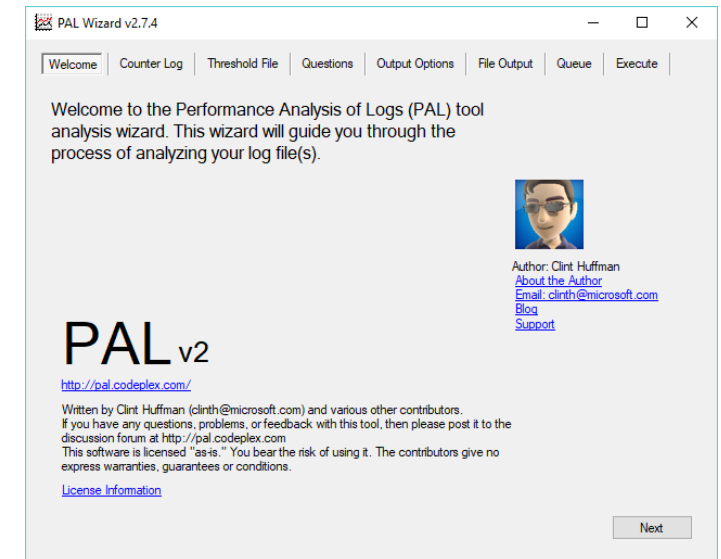 PAL Wizard v2.7.4
Welcome Counter Log Threshold File Questions Output Options File Output Queue Execute
Welcome to the Performance Analysis of Logs (PAL) tool
analysis wizard. This wizard will guide you through the
process of analyzing your log file(s).
Author: Clint Huffman
About the Author
Email: clinth@microsoft.com
Blog
Support
PAL v2
http://pal.codeplex.com/
Written by Clint Huffman (clinth@microsoft.com) and various other contributors.
If you have any questions, problems, or feedback with this tool, then please post it to the
discussion forum at http://pal.codeplex.com
This software is licensed "as-is." You bear the risk of using it. The contributors give no
express warranties, guarantees or conditions.
License Information
Next